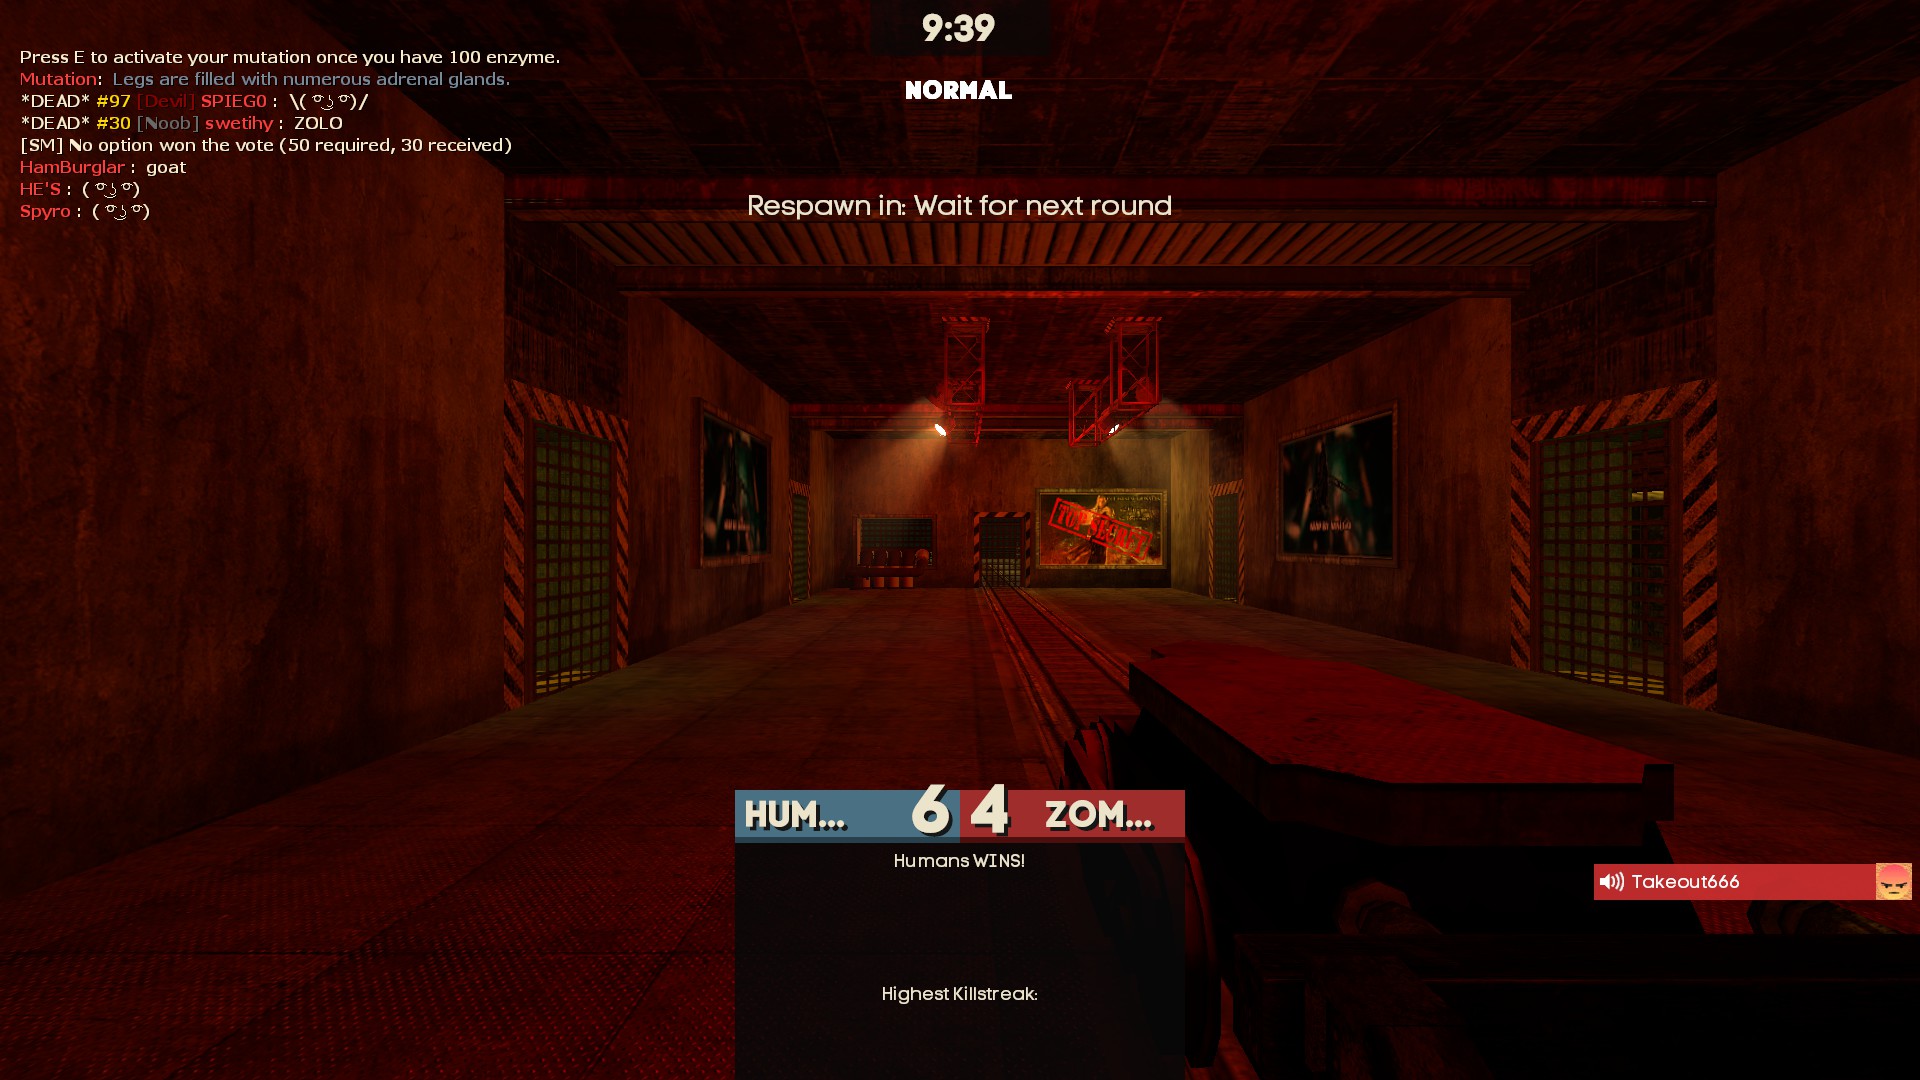 9:39
NORMAL
Press E to activate your mutation once you have 100 enzyme.
Mutation: Legs are filled with numerous adrenal glands.
*DEAD* #97 [Devil] SPIEG0 : \( ͡° ͜ʖ ͡°)/
*DEAD* #30 [Noob] swetihy : ZOLO
[SM] No option won the vote (50 required, 30 received)
HamBurglar : goat
HE'S : ( ͡° ͜ʖ ͡°)
Spyro : ( ͡° ͜ʖ ͡°)
Respawn in: Wait for next round
TOP SECRET
HUM... 6 4 ZOM...
Humans WINS!
Takeout666
Highest Killstreak: